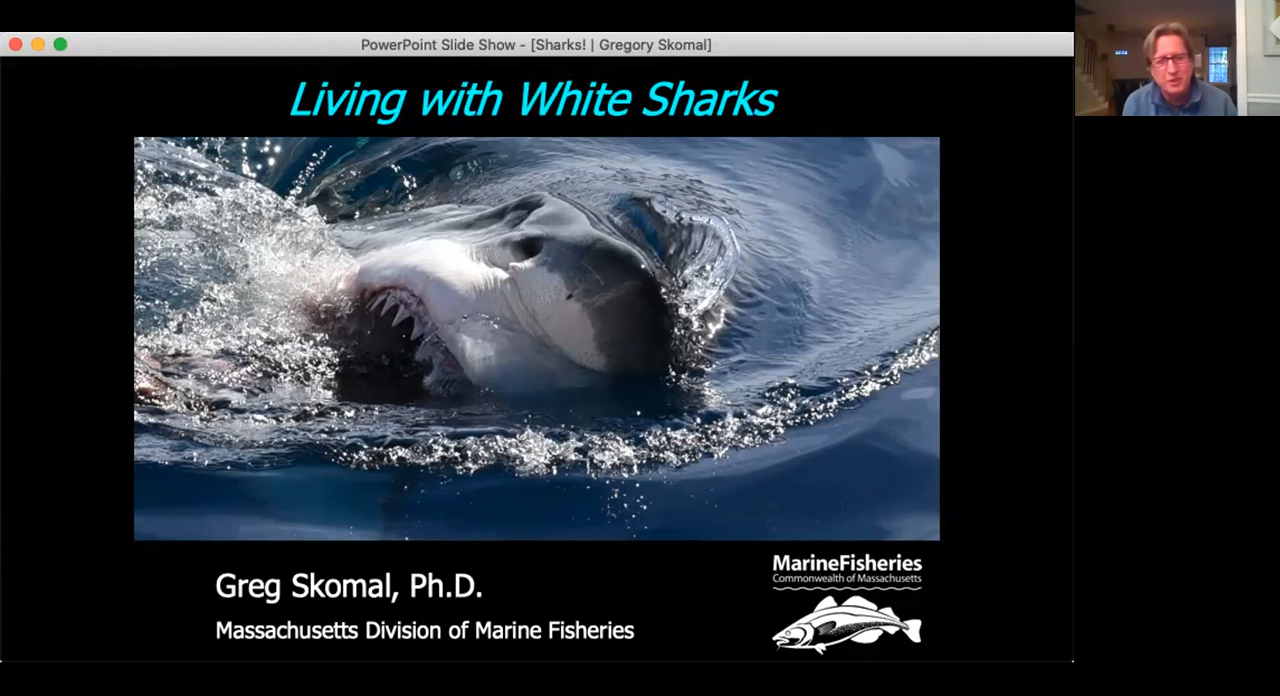 PowerPoint Slide Show - [Sharks! | Gregory Skomal]
Living with White Sharks
Greg Skomal, Ph.D.
Massachusetts Division of Marine Fisheries
MarineFisheries
Commonwealth of Massachusetts